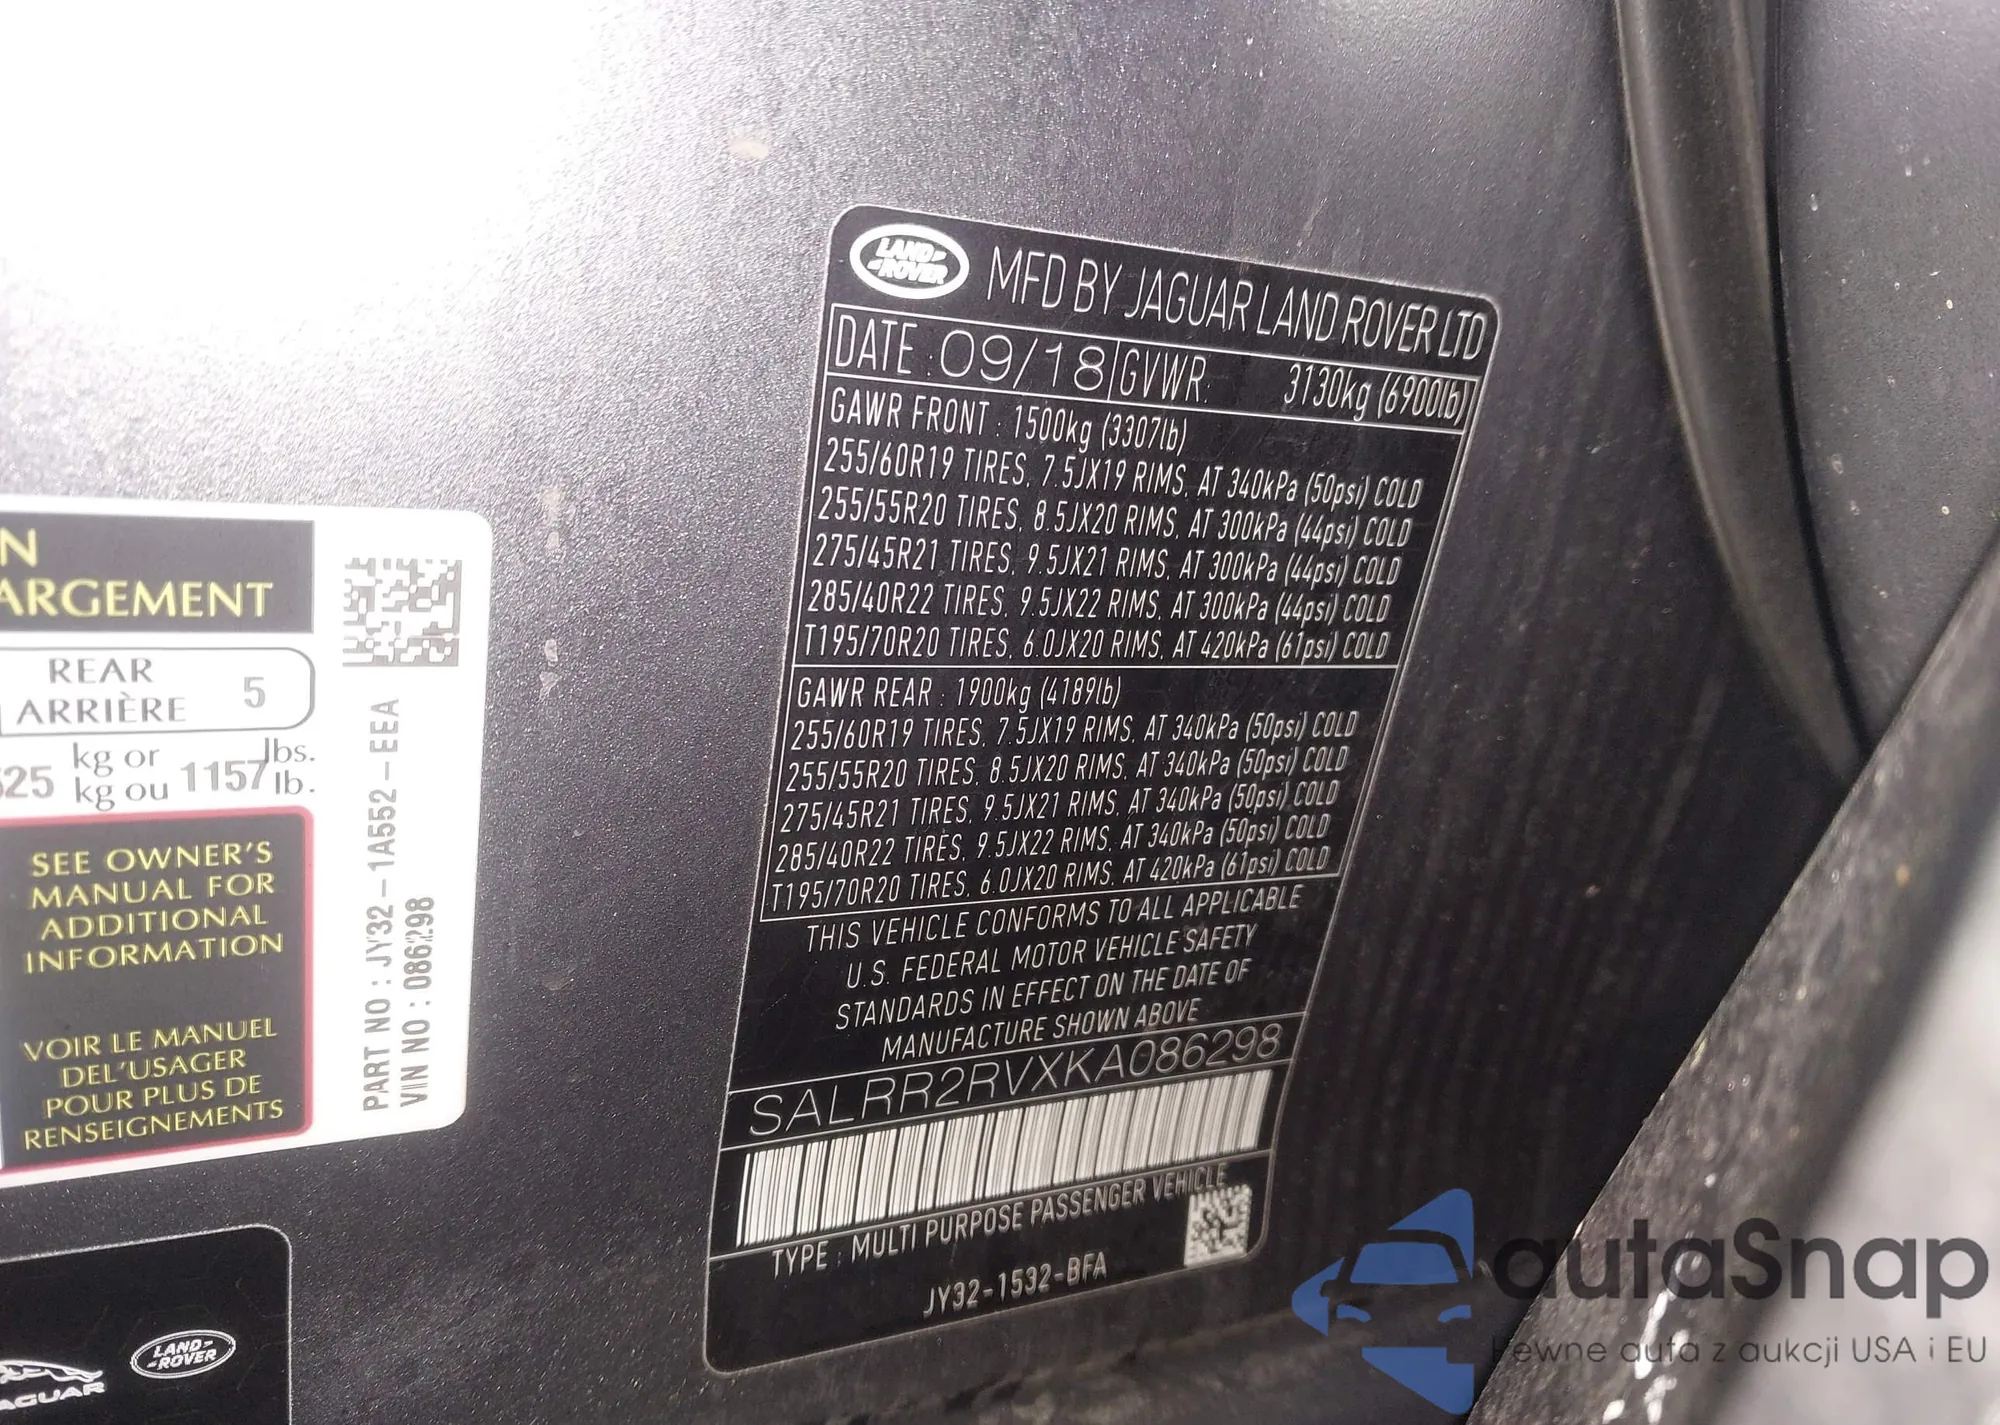 LAND ROVER
MFD BY JAGUAR LAND ROVER LTD
DATE : 09/18 GVWR: 3130kg (6900lb)
GAWR FRONT : 1500kg (3307lb)
255/60R19 TIRES, 7.5JX19 RIMS, AT 340kPa (50psi) COLD
255/55R20 TIRES, 8.5JX20 RIMS, AT 300kPa (44psi) COLD
275/45R21 TIRES, 9.5JX21 RIMS, AT 300kPa (44psi) COLD
285/40R22 TIRES, 9.5JX22 RIMS, AT 300kPa (44psi) COLD
T195/70R20 TIRES, 6.0JX20 RIMS, AT 420kPa (61psi) COLD
GAWR REAR : 1900kg (4189lb)
255/60R19 TIRES, 7.5JX19 RIMS, AT 340kPa (50psi) COLD
255/55R20 TIRES, 8.5JX20 RIMS, AT 340kPa (50psi) COLD
275/45R21 TIRES, 9.5JX21 RIMS, AT 340kPa (50psi) COLD
285/40R22 TIRES, 9.5JX22 RIMS, AT 340kPa (50psi) COLD
T195/70R20 TIRES, 6.0JX20 RIMS, AT 420kPa (61psi) COLD
THIS VEHICLE CONFORMS TO ALL APPLICABLE
U.S. FEDERAL MOTOR VEHICLE SAFETY
STANDARDS IN EFFECT ON THE DATE OF
MANUFACTURE SHOWN ABOVE
SALRR2RVXKA086298
TYPE : MULTI PURPOSE PASSENGER VEHICLE
JY32-1532-BFA
N
ARGEMENT
REAR
ARRIÈRE 5
525 kg or 1157 lbs.
kg ou lb.
SEE OWNER'S
MANUAL FOR
ADDITIONAL
INFORMATION
VOIR LE MANUEL
DEL'USAGER
POUR PLUS DE
RENSEIGNEMENTS
PART NO : JY32-1A552-EEA
VIN NO : 086298
JAGUAR
LAND ROVER
autaSnap
Pewne auta z aukcji USA i EU